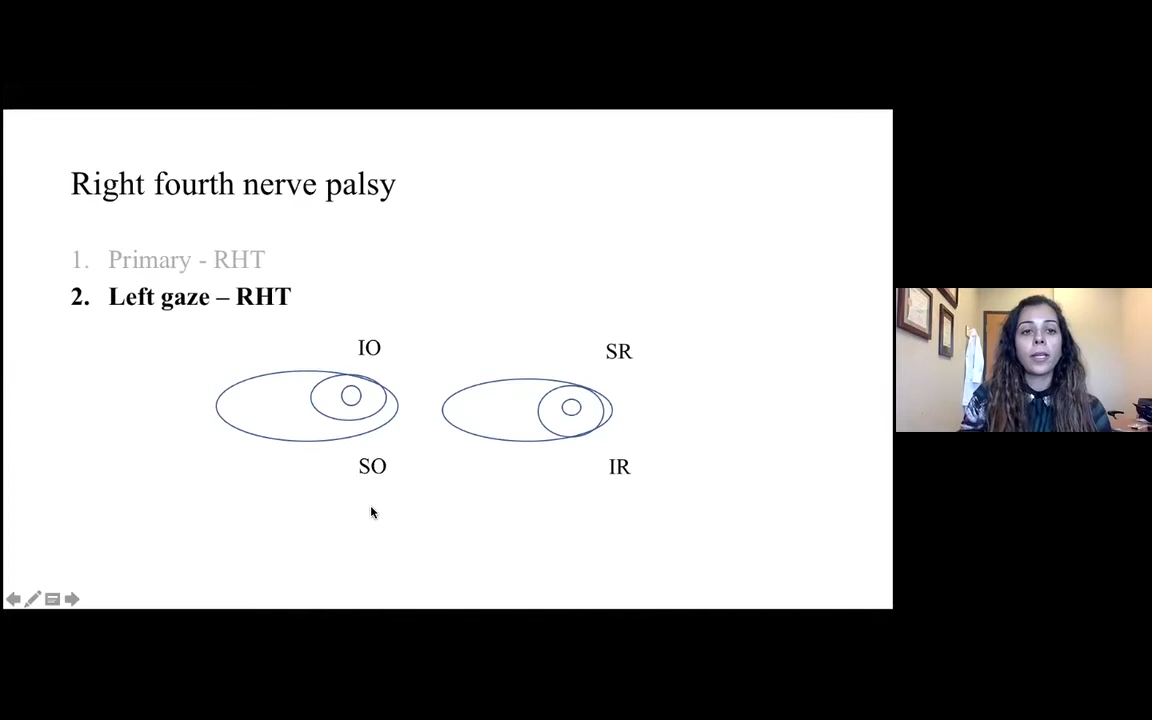 Right fourth nerve palsy
1. Primary - RHT
2. Left gaze – RHT
IO SR
SO IR